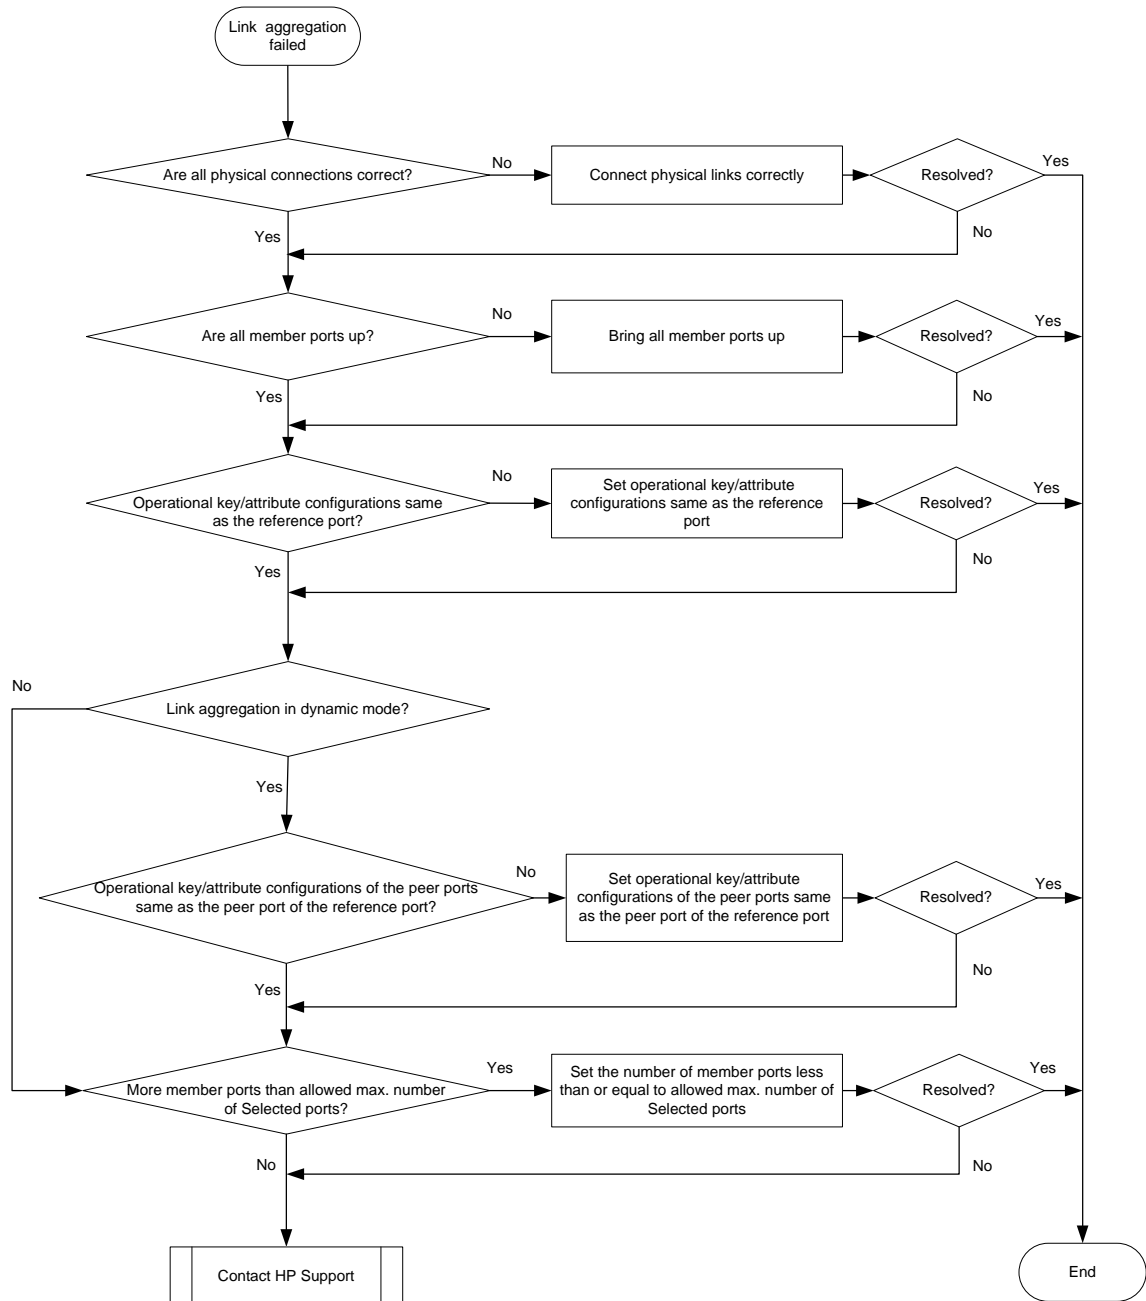 Link aggregation
failed
Are all physical connections correct?
No
Connect physical links correctly
Resolved?
Yes
Yes
No
Are all member ports up?
No
Bring all member ports up
Resolved?
Yes
Yes
No
Operational key/attribute configurations same
as the reference port?
No
Set operational key/attribute
configurations same as the reference
port
Resolved?
Yes
Yes
No
No
Link aggregation in dynamic mode?
Yes
Operational key/attribute configurations of the peer ports
same as the peer port of the reference port?
No
Set operational key/attribute
configurations of the peer ports same
as the peer port of the reference port
Resolved?
Yes
Yes
No
More member ports than allowed max. number
of Selected ports?
Yes
Set the number of member ports less
than or equal to allowed max. number of
Selected ports
Resolved?
Yes
No
No
Contact HP Support
End